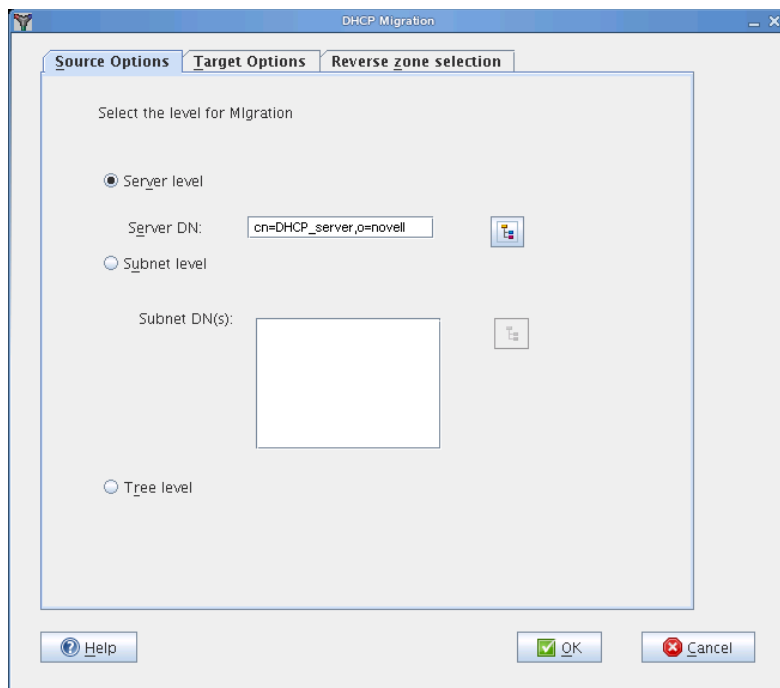 DHCP Migration
Source Options Target Options Reverse zone selection
Select the level for MIgration
Server level
Server DN: cn=DHCP_server,o=novell
Subnet level
Subnet DN(s):
Tree level
Help OK Cancel